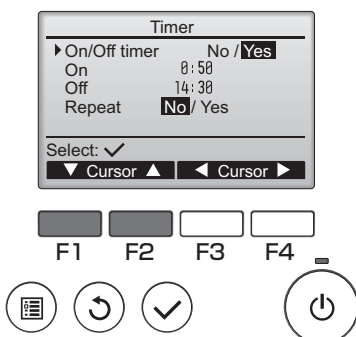 Timer
On/Off timer No / Yes
On 0:50
Off 14:30
Repeat No / Yes
Select: ✓
▼ Cursor ▲ ◀ Cursor ▶
F1 F2 F3 F4